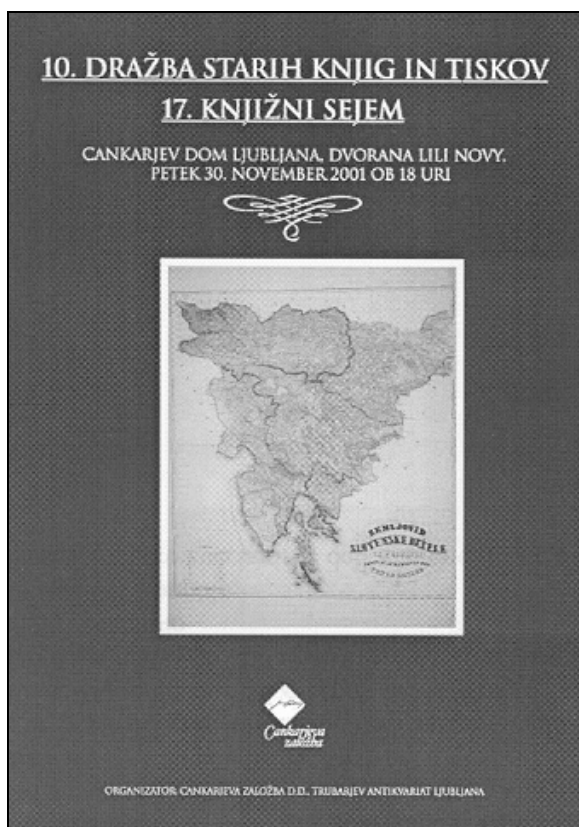 10. DRAŽBA STARIH KNJIG IN TISKOV
17. KNJIŽNI SEJEM
CANKARJEV DOM LJUBLJANA, DVORANA LILI NOVY,
PETEK 30. NOVEMBER 2001 OB 18 URI
ZEMLJOVID
SLOVENSKE DEŽELE
Cankarjeva
založba
ORGANIZATOR: CANKARJEVA ZALOŽBA D.D., TRUBARJEV ANTIKVARIAT LJUBLJANA